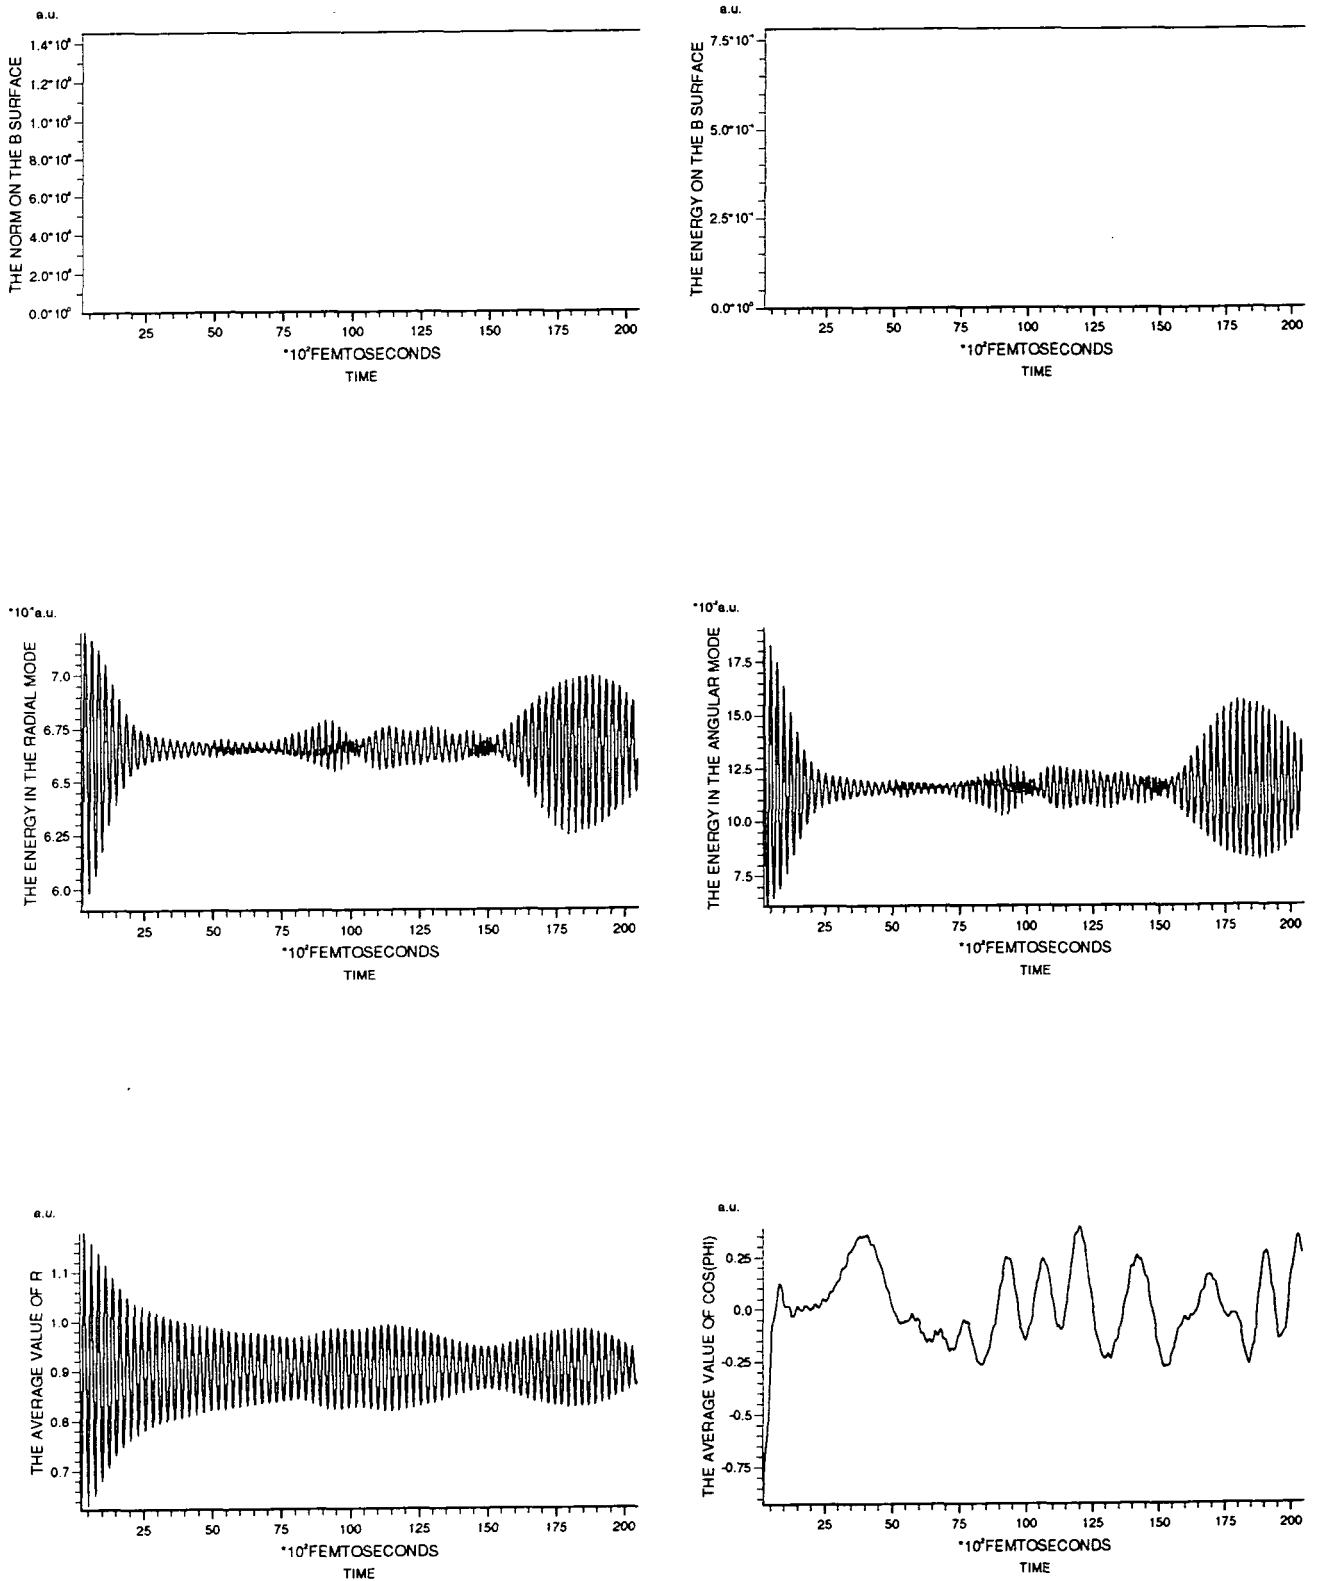 a.u.
THE NORM ON THE B SURFACE
1.4*10⁰
1.2*10⁰
1.0*10⁰
8.0*10
6.0*10
4.0*10
2.0*10
0.0*10⁰
25 50 75 100 125 150 175 200
*10²FEMTOSECONDS
TIME
a.u.
THE ENERGY ON THE B SURFACE
7.5*10
5.0*10
2.5*10
0.0*10⁰
25 50 75 100 125 150 175 200
*10²FEMTOSECONDS
TIME
a.u.
THE ENERGY IN THE RADIAL MODE
7.0
6.75
6.5
6.25
6.0
25 50 75 100 125 150 175 200
*10²FEMTOSECONDS
TIME
a.u.
THE ENERGY IN THE ANGULAR MODE
17.5
15.0
12.5
10.0
7.5
25 50 75 100 125 150 175 200
*10²FEMTOSECONDS
TIME
a.u.
THE AVERAGE VALUE OF R
1.1
1.0
0.9
0.8
0.7
25 50 75 100 125 150 175 200
*10²FEMTOSECONDS
TIME
a.u.
THE AVERAGE VALUE OF COS(PHI)
0.25
0.0
-0.25
-0.5
-0.75
25 50 75 100 125 150 175 200
*10²FEMTOSECONDS
TIME